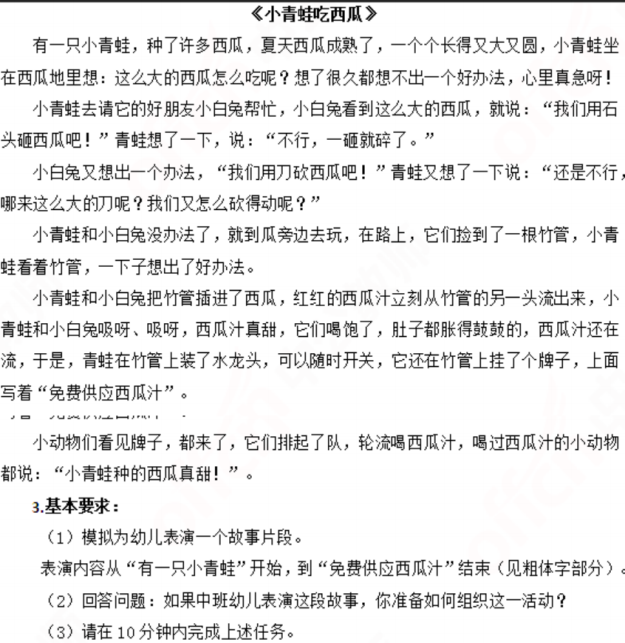 《小青蛙吃西瓜》
有一只小青蛙，种了许多西瓜，夏天西瓜成熟了，一个个长得又大又圆，小青蛙坐
在西瓜地里想：这么大的西瓜怎么吃呢？想了很久都想不出一个好办法，心里真急呀！
小青蛙去请它的好朋友小白兔帮忙，小白兔看到这么大的西瓜，就说：“我们用石
头砸西瓜吧！”青蛙想了一下，说：“不行，一砸就碎了。”
小白兔又想出一个办法，“我们用刀砍西瓜吧！”青蛙又想了一下说：“还是不行，
哪来这么大的刀呢？我们又怎么砍得动呢？”
小青蛙和小白兔没办法了，就到瓜旁边去玩，在路上，它们捡到了一根竹管，小青
蛙看着竹管，一下子想出了好办法。
小青蛙和小白兔把竹管插进了西瓜，红红的西瓜汁立刻从竹管的另一头流出来，小
青蛙和小白兔吸呀、吸呀，西瓜汁真甜，它们喝饱了，肚子都胀得鼓鼓的，西瓜汁还在
流，于是，青蛙在竹管上装了水龙头，可以随时开关，它还在竹管上挂了个牌子，上面
写着“免费供应西瓜汁”。
小动物们看见牌子，都来了，它们排起了队，轮流喝西瓜汁，喝过西瓜汁的小动物
都说：“小青蛙种的西瓜真甜！”。
3.基本要求：
（1）模拟为幼儿表演一个故事片段。
表演内容从“有一只小青蛙”开始，到“免费供应西瓜汁”结束（见粗体字部分）。
（2）回答问题：如果中班幼儿表演这段故事，你准备如何组织这一活动？
（3）请在10分钟内完成上述任务。